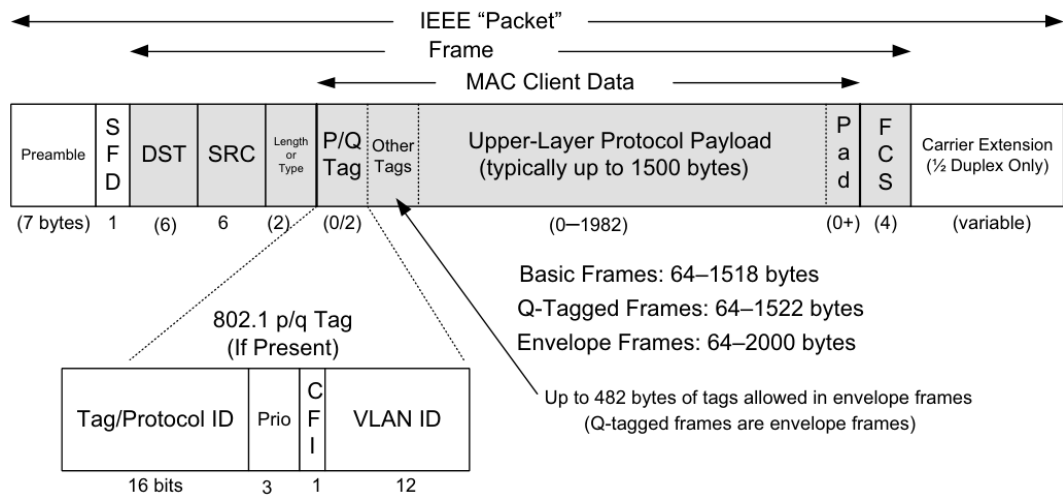 IEEE “Packet”
Frame
MAC Client Data
Preamble
S
F
D
DST
SRC
Length
or
Type
P/Q
Tag
Other
Tags
Upper-Layer Protocol Payload
(typically up to 1500 bytes)
P
a
d
F
C
S
Carrier Extension
(½ Duplex Only)
(7 bytes)
1
(6)
6
(2)
(0/2)
(0—1982)
(0+)
(4)
(variable)
Basic Frames: 64–1518 bytes
Q-Tagged Frames: 64–1522 bytes
Envelope Frames: 64–2000 bytes
802.1 p/q Tag
(If Present)
Up to 482 bytes of tags allowed in envelope frames
(Q-tagged frames are envelope frames)
Tag/Protocol ID
Prio
C
F
I
VLAN ID
16 bits
3
1
12